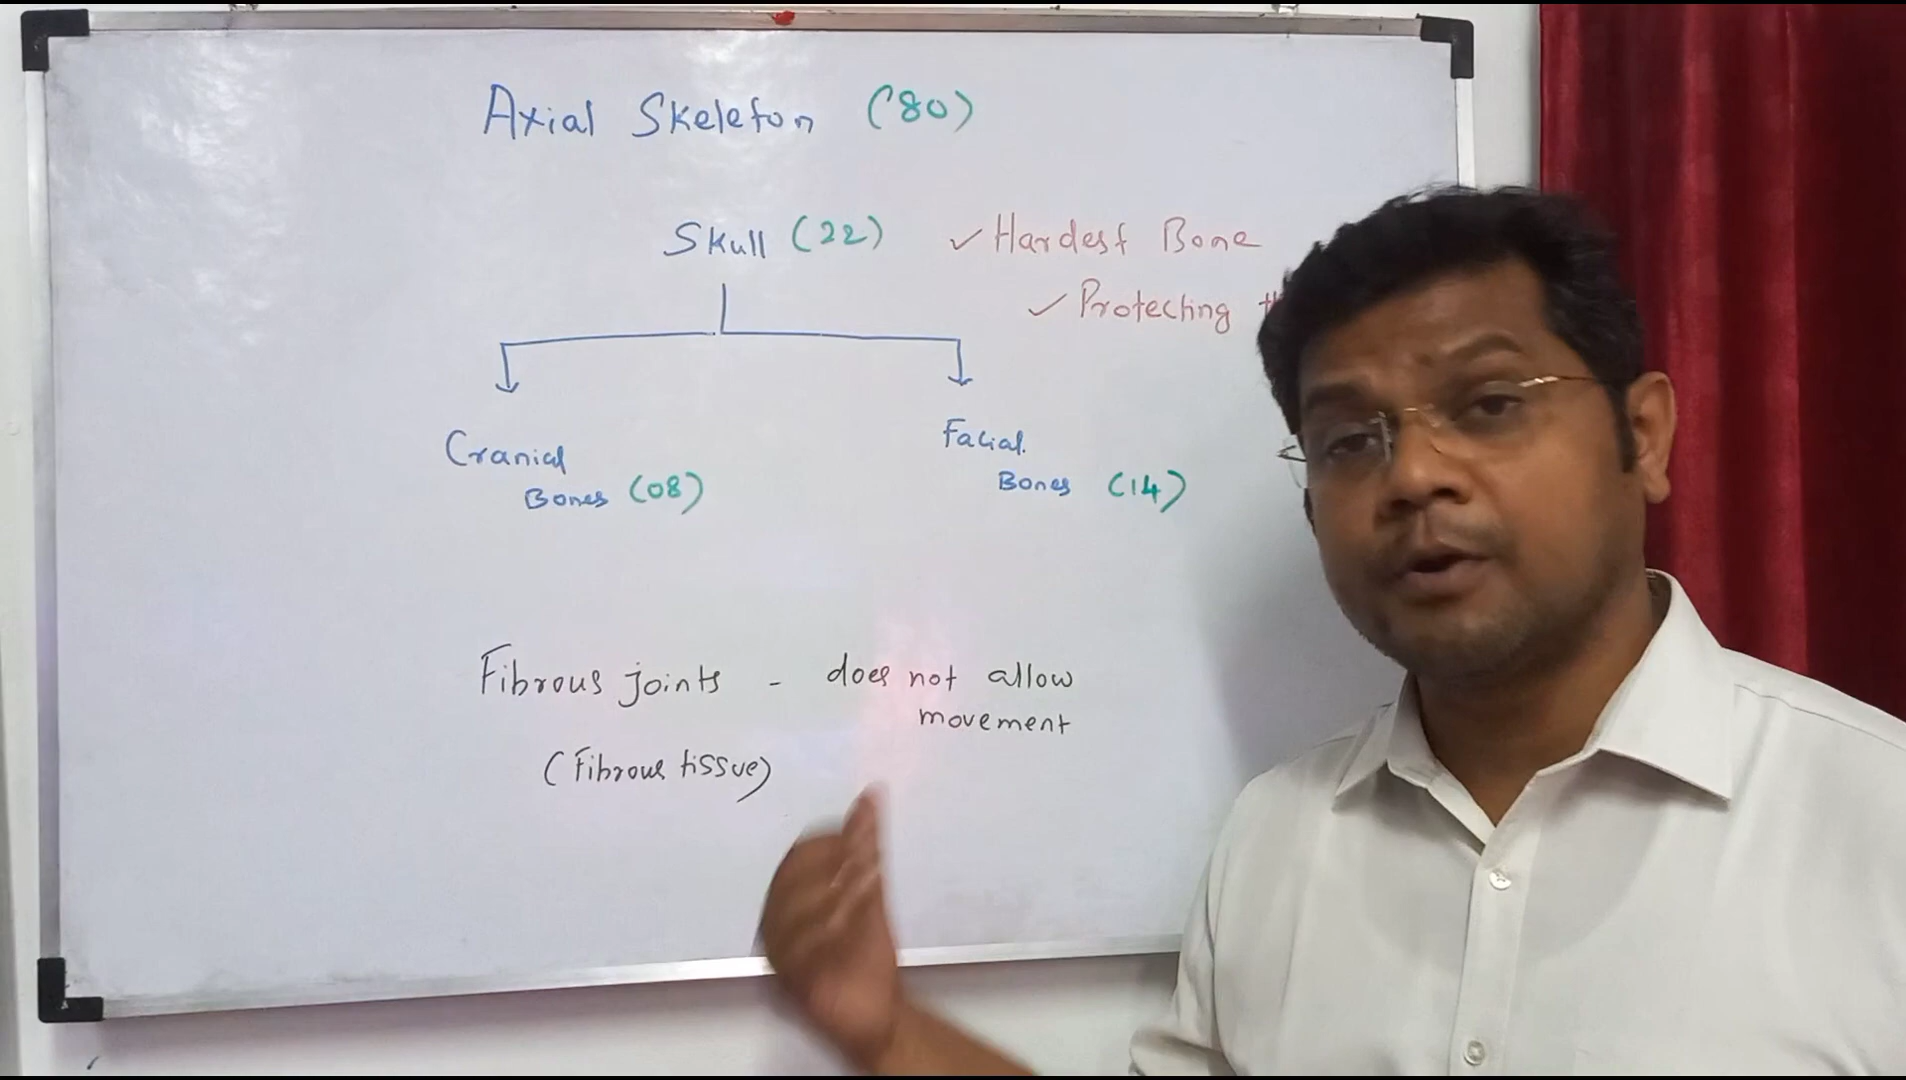 Axial Skeleton (80)
Skull (22)
✓ Hardest Bone
✓ Protecting
Cranial
Bones (08)
Facial
Bones (14)
Fibrous joints - does not allow
movement
(Fibrous tissue)